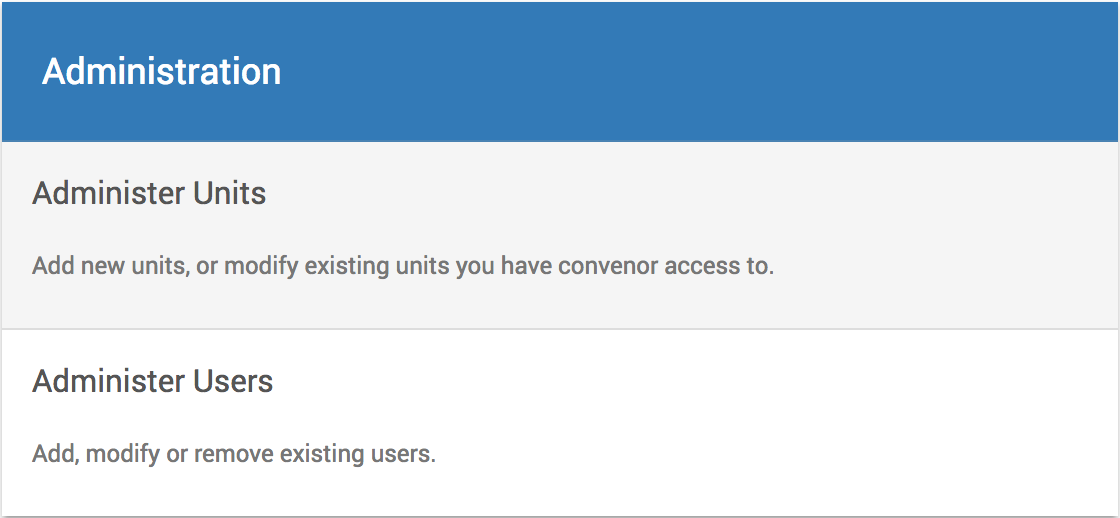 Administration
Administer Units
Add new units, or modify existing units you have convenor access to.
Administer Users
Add, modify or remove existing users.